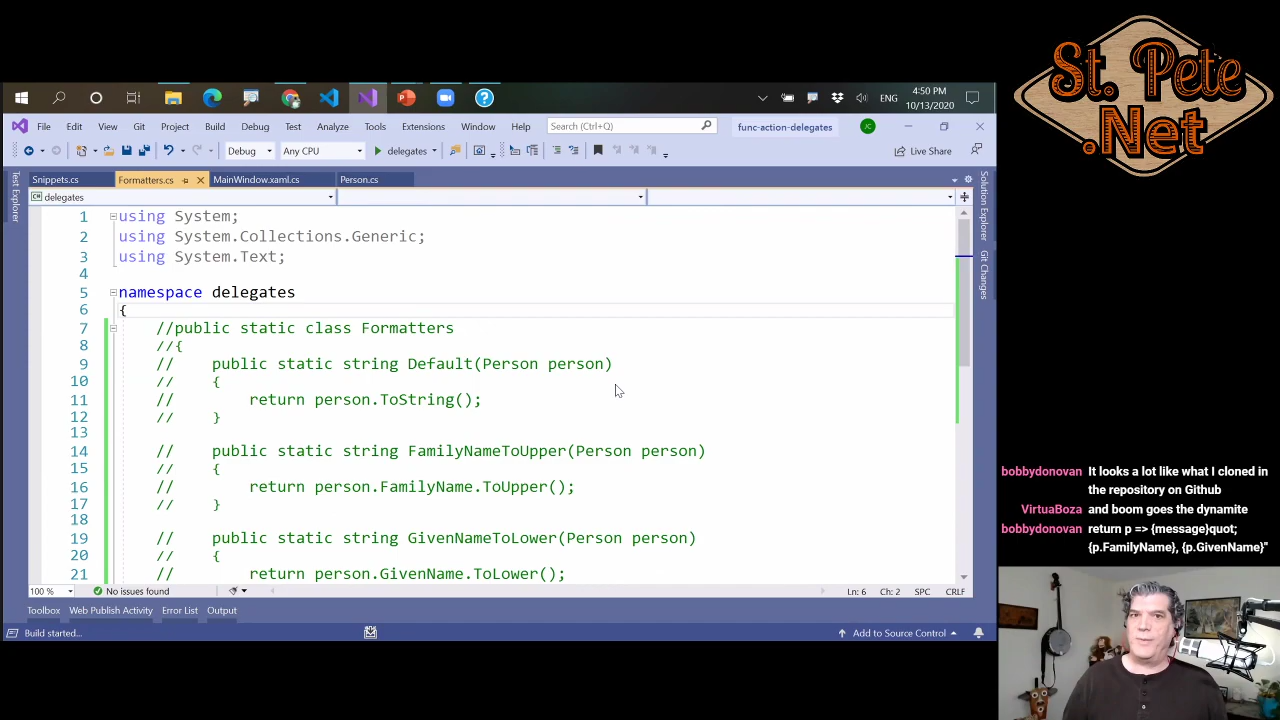 St. Pete
.Net
4:50 PM
ENG
10/13/2020
File Edit View Git Project Build Debug Test Analyze Tools Extensions Window Help Search (Ctrl+Q) func-action-delegates JC
Debug Any CPU delegates Live Share
Snippets.cs Formatters.cs MainWindow.xaml.cs Person.cs
delegates
Test Explorer
Solution Explorer
Git Changes
1 using System;
2 using System.Collections.Generic;
3 using System.Text;
4
5 namespace delegates
6 {
7 //public static class Formatters
8 //{
9 // public static string Default(Person person)
10 // {
11 // return person.ToString();
12 // }
13
14 // public static string FamilyNameToUpper(Person person)
15 // {
16 // return person.FamilyName.ToUpper();
17 // }
18
19 // public static string GivenNameToLower(Person person)
20 // {
21 // return person.GivenName.ToLower();
100 % No issues found Ln: 6 Ch: 2 SPC CRLF
Toolbox Web Publish Activity Error List Output
Build started... Add to Source Control
bobbydonovan It looks a lot like what I cloned in
the repository on Github
VirtuaBoza and boom goes the dynamite
bobbydonovan return p => {message}quot;
{p.FamilyName}, {p.GivenName}"